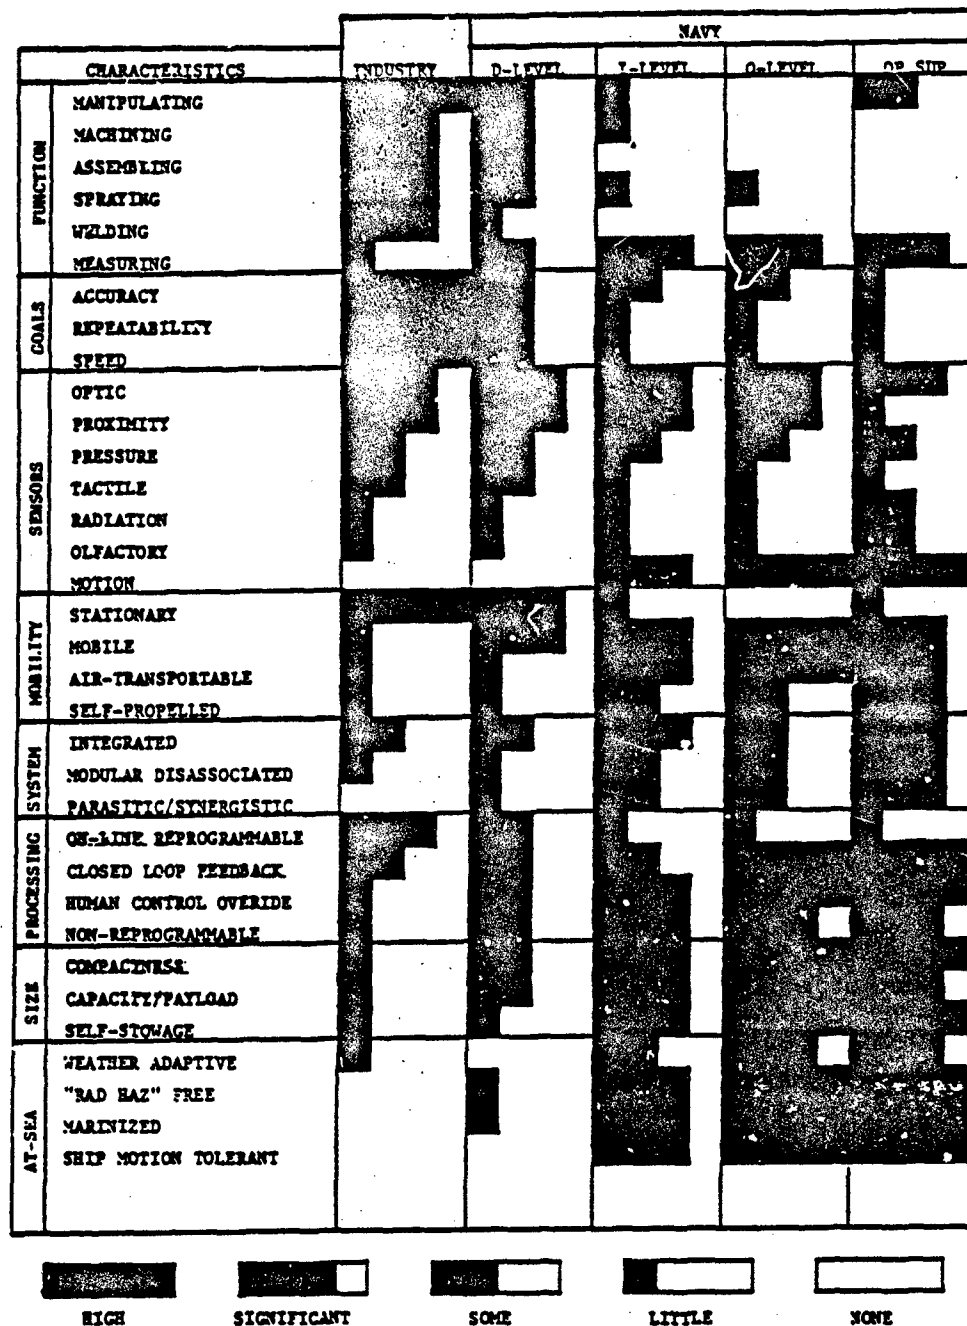 NAVY
CHARACTERISTICS INDUSTRY D-LEVEL I-LEVEL O-LEVEL OP SUP
FUNCTION
MANIPULATING
MACHINING
ASSEMBLING
SPRAYING
WELDING
MEASURING
GOALS
ACCURACY
REPEATABILITY
SPEED
SENSORS
OPTIC
PROXIMITY
PRESSURE
TACTILE
RADIATION
OLFACTORY
MOTION
MOBILITY
STATIONARY
MOBILE
AIR-TRANSPORTABLE
SELF-PROPELLED
SYSTEM
INTEGRATED
MODULAR DISASSOCIATED
PARASITIC/SYNERGISTIC
PROCESSING
ON-LINE REPROGRAMMABLE
CLOSED LOOP FEEDBACK
HUMAN CONTROL OVERIDE
NON-REPROGRAMMABLE
SIZE
COMPACTNESS
CAPACITY/PAYLOAD
SELF-STOWAGE
AT-SEA
WEATHER ADAPTIVE
"RAD HAZ" FREE
MARINIZED
SHIP MOTION TOLERANT
HIGH SIGNIFICANT SOME LITTLE NONE